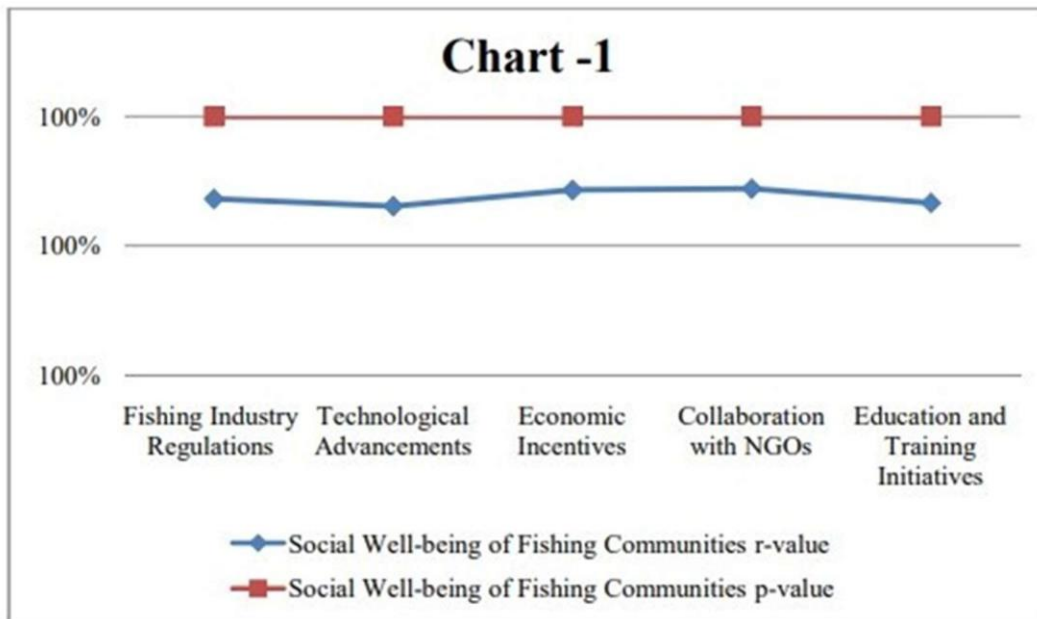 Chart -1
100%
100%
100%
Fishing Industry
Regulations
Technological
Advancements
Economic
Incentives
Collaboration
with NGOs
Education and
Training
Initiatives
Social Well-being of Fishing Communities r-value
Social Well-being of Fishing Communities p-value